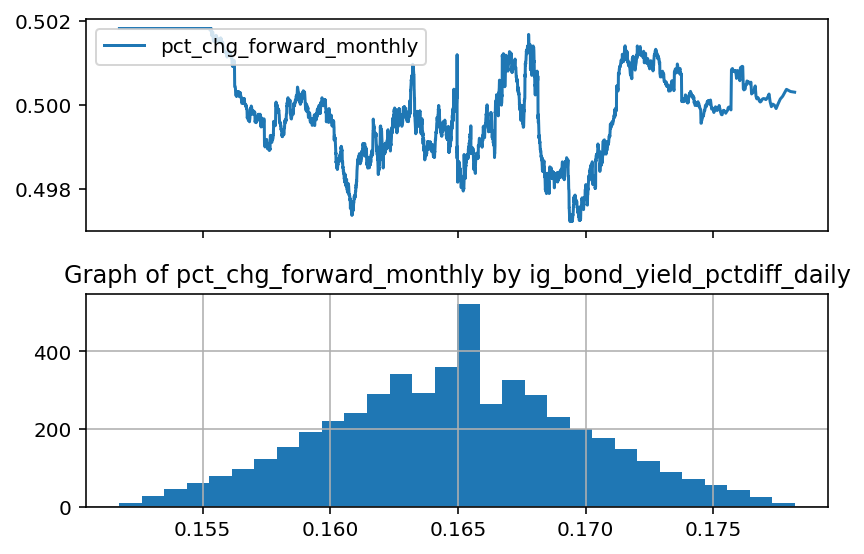 0.502
0.500
0.498
pct_chg_forward_monthly
Graph of pct_chg_forward_monthly by ig_bond_yield_pctdiff_daily
400
200
0
0.155 0.160 0.165 0.170 0.175